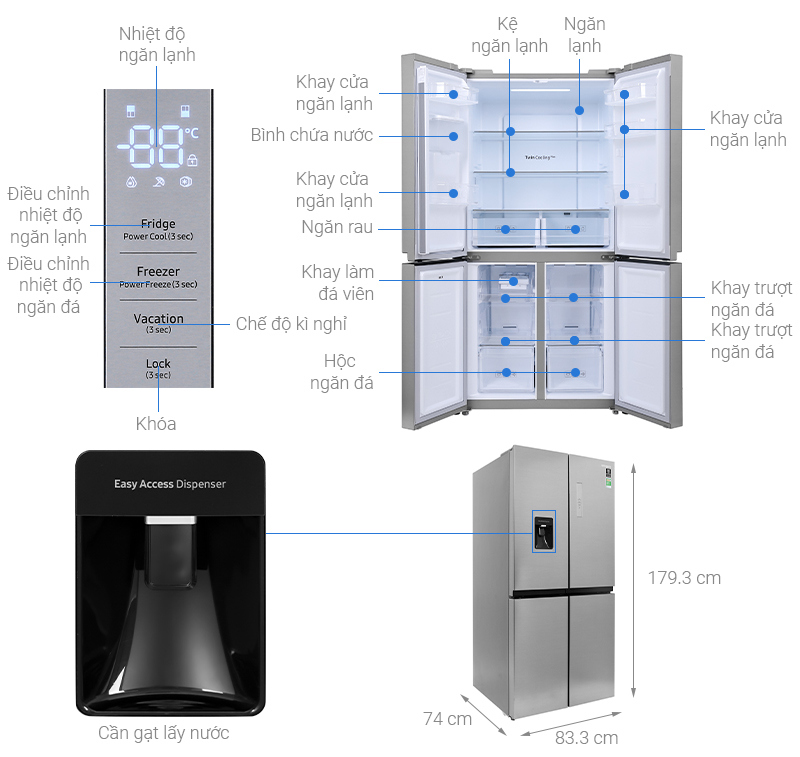 Nhiệt độ
ngăn lạnh
-88°C
Điều chỉnh
nhiệt độ
ngăn lạnh
Fridge
Power Cool (3 sec)
Điều chỉnh
nhiệt độ
ngăn đá
Freezer
Power Freeze (3 sec)
Vacation
(3 sec)
Chế độ kì nghỉ
Lock
(3 sec)
Khóa
Kệ
ngăn lạnh
Ngăn
lạnh
Khay cửa
ngăn lạnh
Bình chứa nước
Khay cửa
ngăn lạnh
Ngăn rau
Khay làm
đá viên
Hộc
ngăn đá
Twin Cooling Plus
Khay cửa
ngăn lạnh
Khay trượt
ngăn đá
Khay trượt
ngăn đá
Easy Access Dispenser
Cần gạt lấy nước
179.3 cm
74 cm
83.3 cm